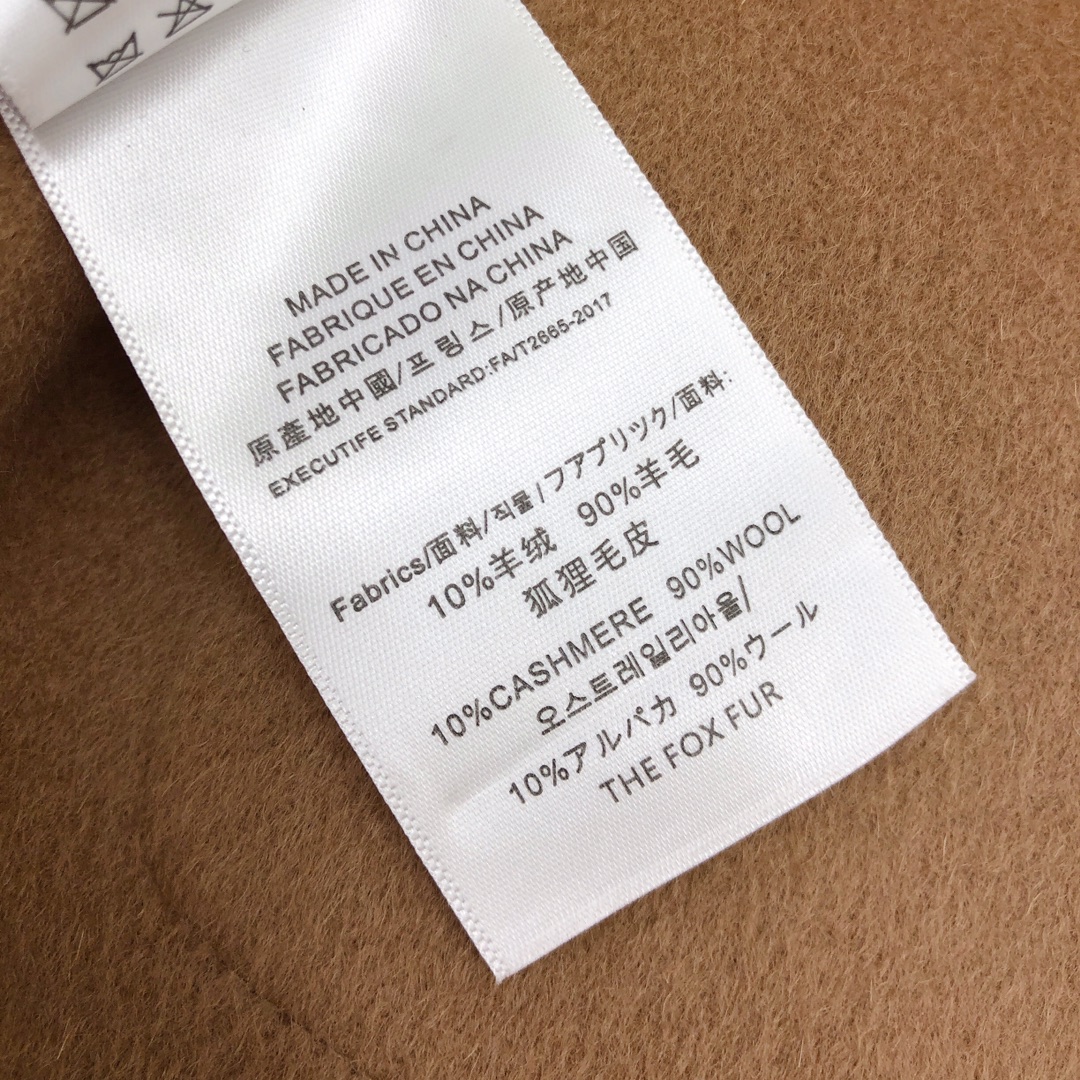 MADE IN CHINA
FABRIQUE EN CHINA
FABRICADO NA CHINA
原產地中國/프링스/原产地中国
EXECUTIFE STANDARD:FA/T2665-2017
Fabrics/面料/직물/フアプリツク/面料:
10%羊绒 90%羊毛
狐狸毛皮
10%CASHMERE 90%WOOL
오스트레일리아울/
10%アルパカ 90%ウール
THE FOX FUR